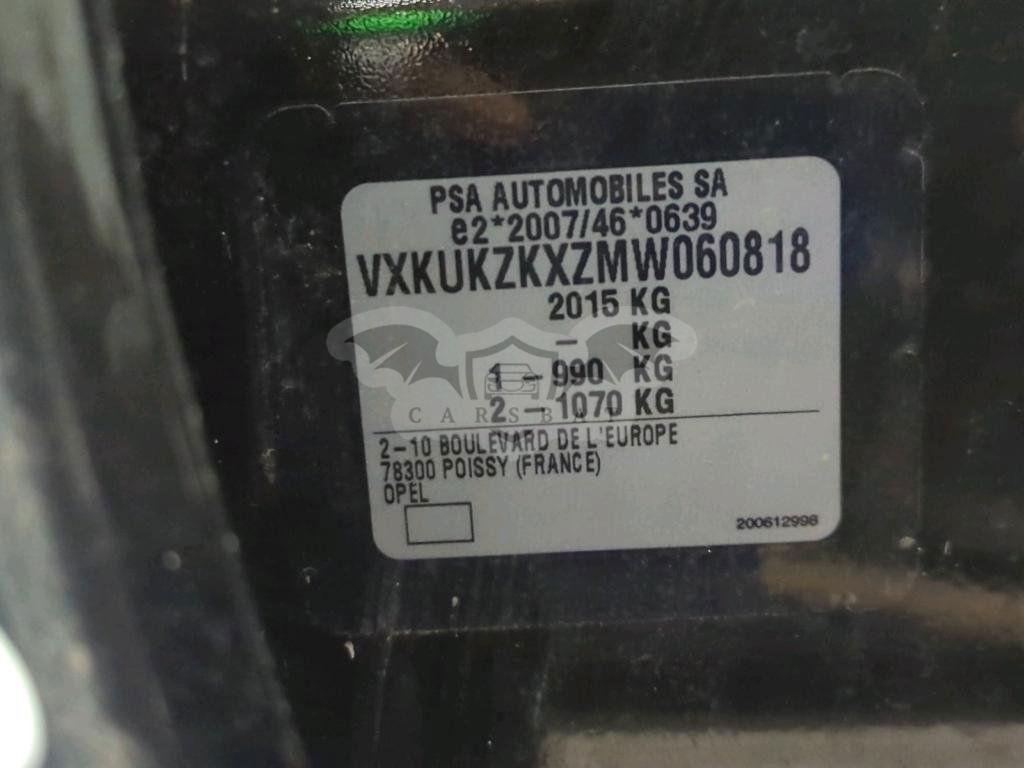 PSA AUTOMOBILES SA
e2*2007/46*0639
VXKUKZKXZMW060818
2015 KG
– KG
1 – 990 KG
2 – 1070 KG
CARSB
2-10 BOULEVARD DE L'EUROPE
78300 POISSY (FRANCE)
OPEL
200612998